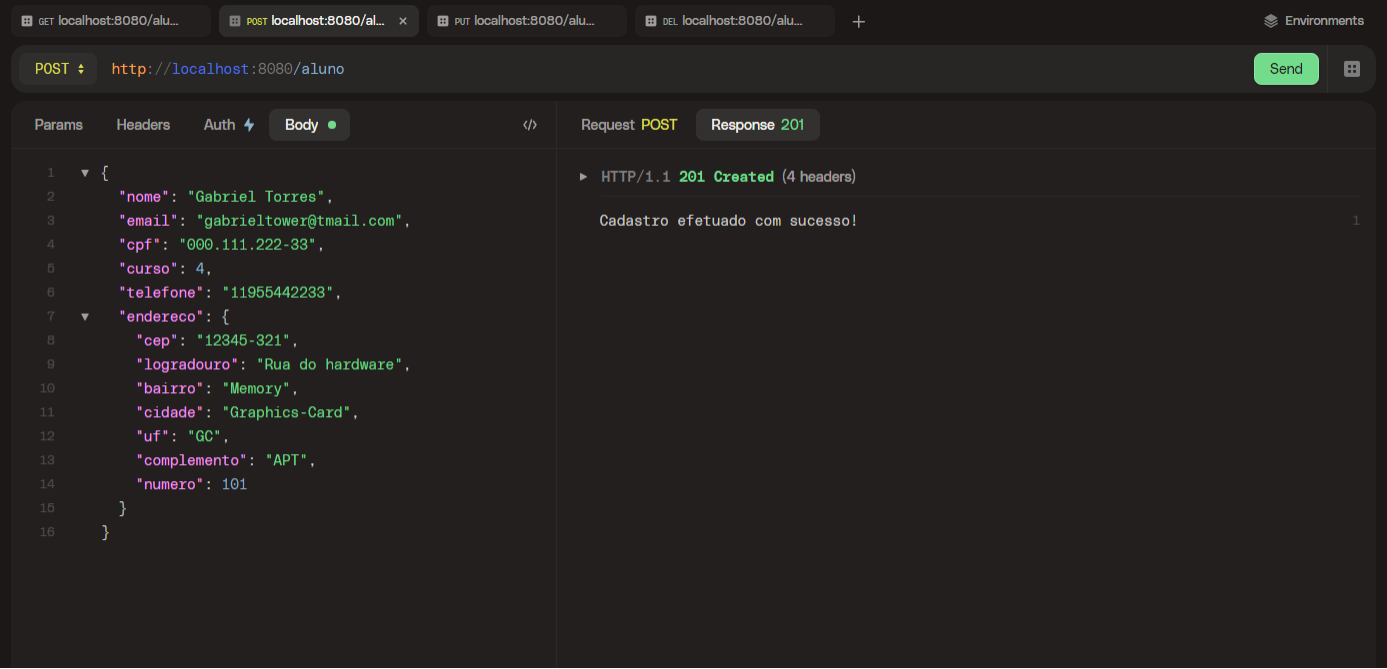 GET localhost:8080/alu...
POST localhost:8080/al... ×
PUT localhost:8080/alu...
DEL localhost:8080/alu...
+
Environments
POST http://localhost:8080/aluno
Send
Params Headers Auth Body </>
1 {
2 "nome": "Gabriel Torres",
3 "email": "gabrieltower@tmail.com",
4 "cpf": "000.111.222-33",
5 "curso": 4,
6 "telefone": "11955442233",
7 "endereco": {
8 "cep": "12345-321",
9 "logradouro": "Rua do hardware",
10 "bairro": "Memory",
11 "cidade": "Graphics-Card",
12 "uf": "GC",
13 "complemento": "APT",
14 "numero": 101
15 }
16 }
Request POST Response 201
HTTP/1.1 201 Created (4 headers)
Cadastro efetuado com sucesso! 1